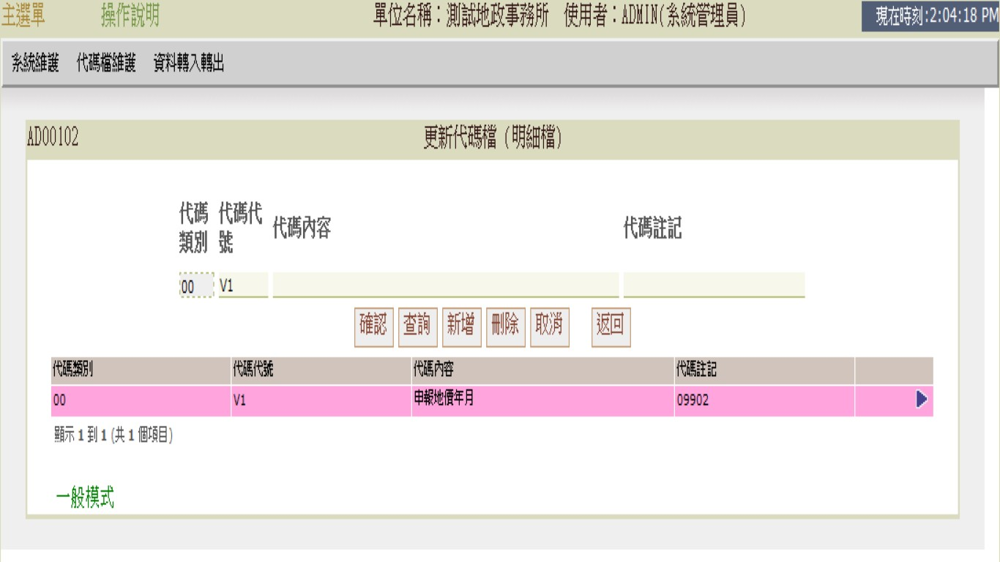 主選單 操作說明 單位名稱：測試地政事務所 使用者：ADMIN(系統管理員) 現在時刻:2:04:18 PM
系統維護 代碼檔維護 資料轉入轉出
AD00102 更新代碼檔（明細檔）
代碼類別 代碼代號 代碼內容 代碼註記
00 V1
確認 查詢 新增 刪除 取消 返回
代碼類別 代碼代號 代碼內容 代碼註記
00 V1 申報地價年月 09902
顯示 1 到 1 (共 1 個項目)
一般模式